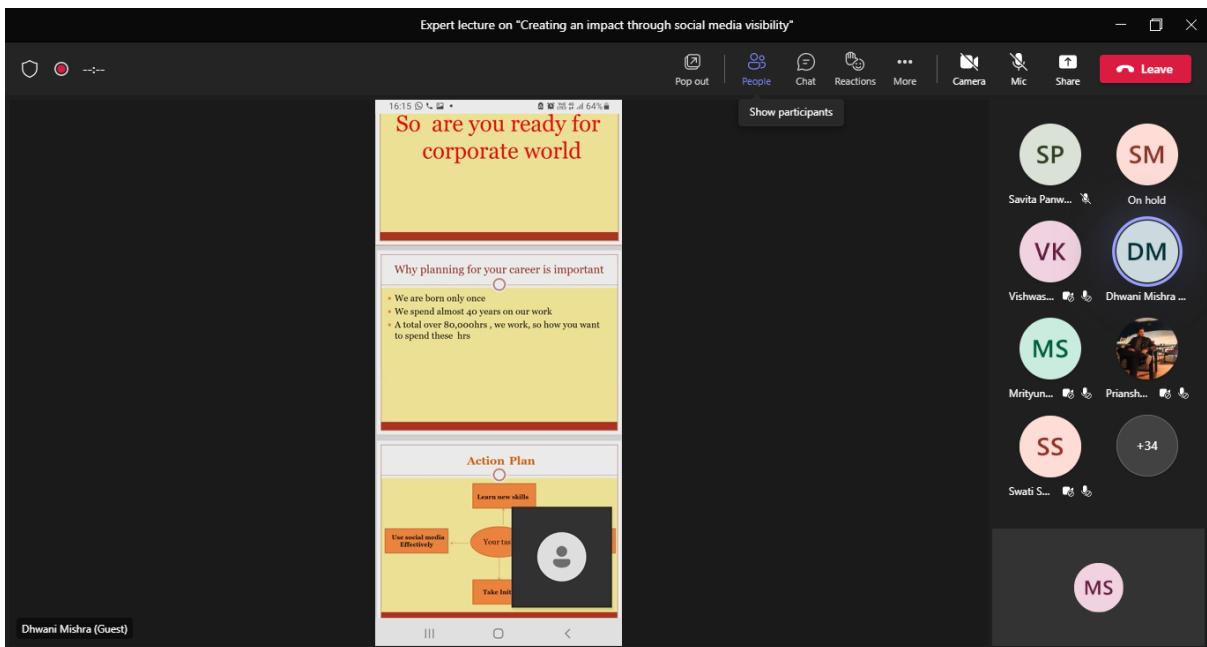 Expert lecture on "Creating an impact through social media visibility"
--:--
Pop out
People
Chat
Reactions
More
Camera
Mic
Share
Leave
Show participants
16:15
64%
So are you ready for
corporate world
Why planning for your career is important
• We are born only once
• We spend almost 40 years on our work
• A total over 80,000hrs , we work, so how you want
to spend these hrs
Action Plan
Learn new skills
Use social media
Effectively
Your tas
Take Init
Dhwani Mishra (Guest)
SP
SM
Savita Panw...
On hold
VK
DM
Vishwas...
Dhwani Mishra ...
MS
Mrityun...
Priansh...
SS
+34
Swati S...
MS